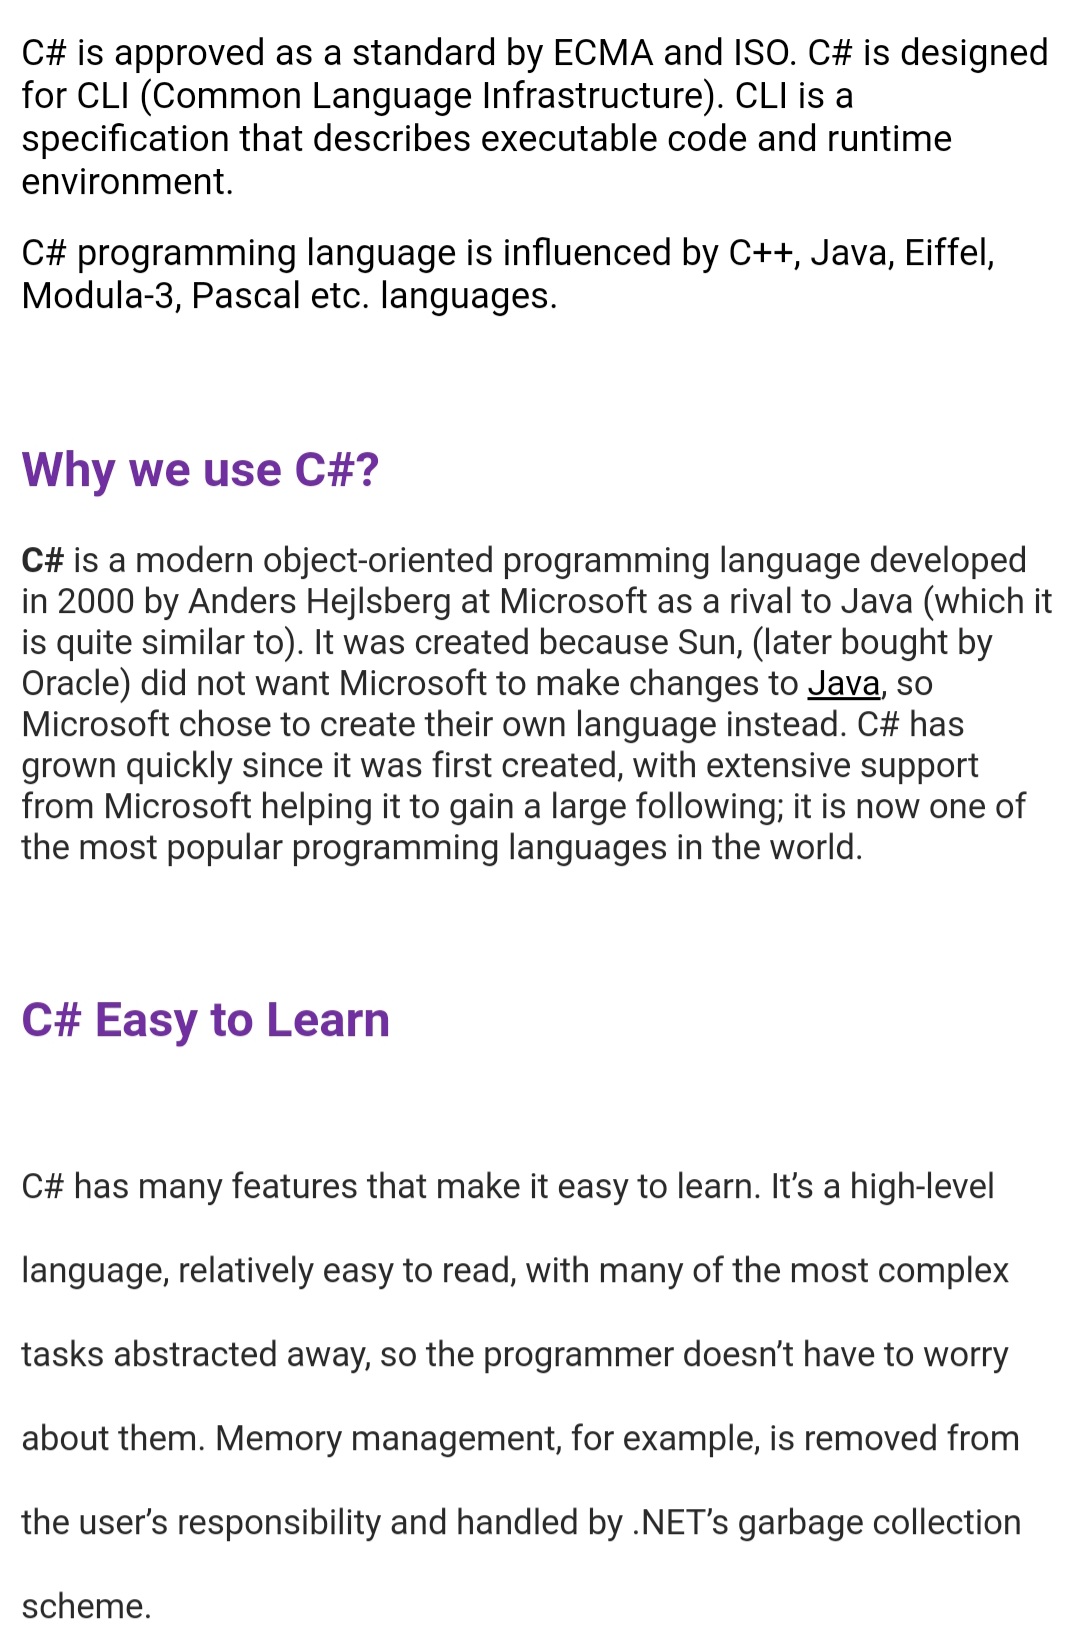 C# is approved as a standard by ECMA and ISO. C# is designed
for CLI (Common Language Infrastructure). CLI is a
specification that describes executable code and runtime
environment.
C# programming language is influenced by C++, Java, Eiffel,
Modula-3, Pascal etc. languages.
Why we use C#?
C# is a modern object-oriented programming language developed
in 2000 by Anders Hejlsberg at Microsoft as a rival to Java (which it
is quite similar to). It was created because Sun, (later bought by
Oracle) did not want Microsoft to make changes to Java, so
Microsoft chose to create their own language instead. C# has
grown quickly since it was first created, with extensive support
from Microsoft helping it to gain a large following; it is now one of
the most popular programming languages in the world.
C# Easy to Learn
C# has many features that make it easy to learn. It’s a high-level
language, relatively easy to read, with many of the most complex
tasks abstracted away, so the programmer doesn’t have to worry
about them. Memory management, for example, is removed from
the user’s responsibility and handled by .NET’s garbage collection
scheme.